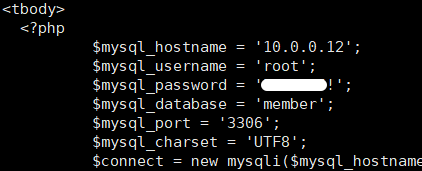 <tbody>
<?php
$mysql_hostname = '10.0.0.12';
$mysql_username = 'root';
$mysql_password = '!';
$mysql_database = 'member';
$mysql_port = '3306';
$mysql_charset = 'UTF8';
$connect = new mysqli($mysql_hostname